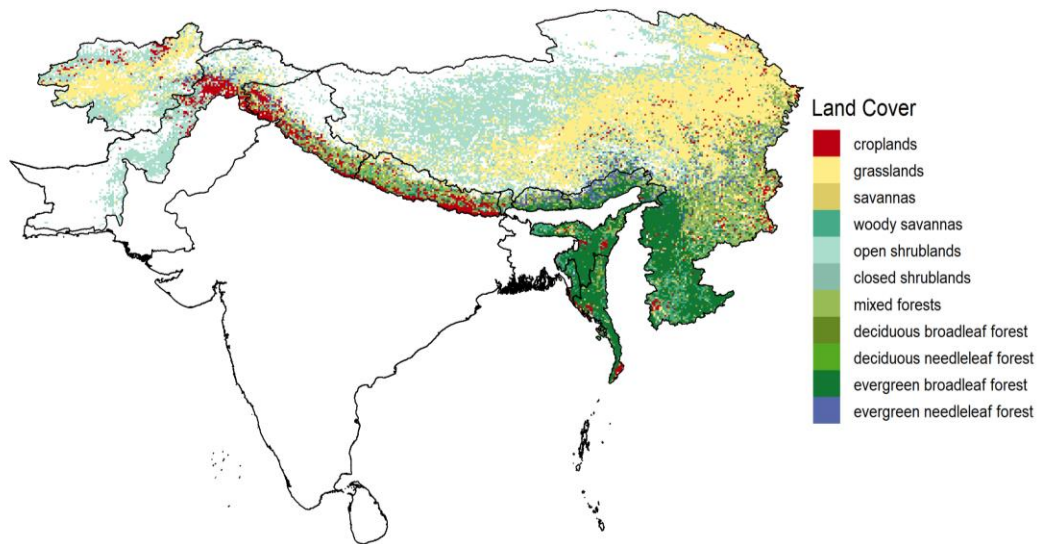 Land Cover
croplands
grasslands
savannas
woody savannas
open shrublands
closed shrublands
mixed forests
deciduous broadleaf forest
deciduous needleleaf forest
evergreen broadleaf forest
evergreen needleleaf forest